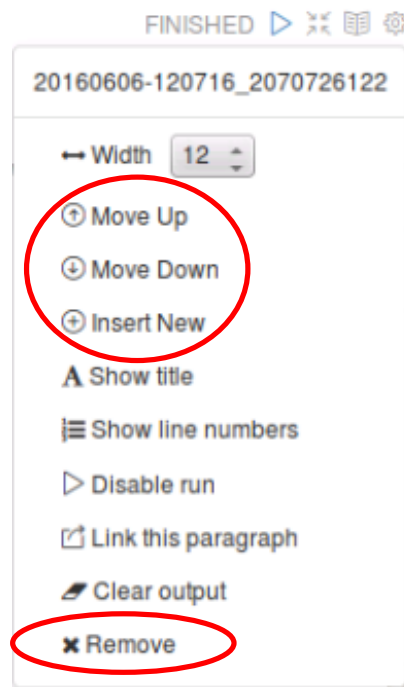 FINISHED
20160606-120716_2070726122
Width 12
Move Up
Move Down
Insert New
A Show title
Show line numbers
Disable run
Link this paragraph
Clear output
Remove